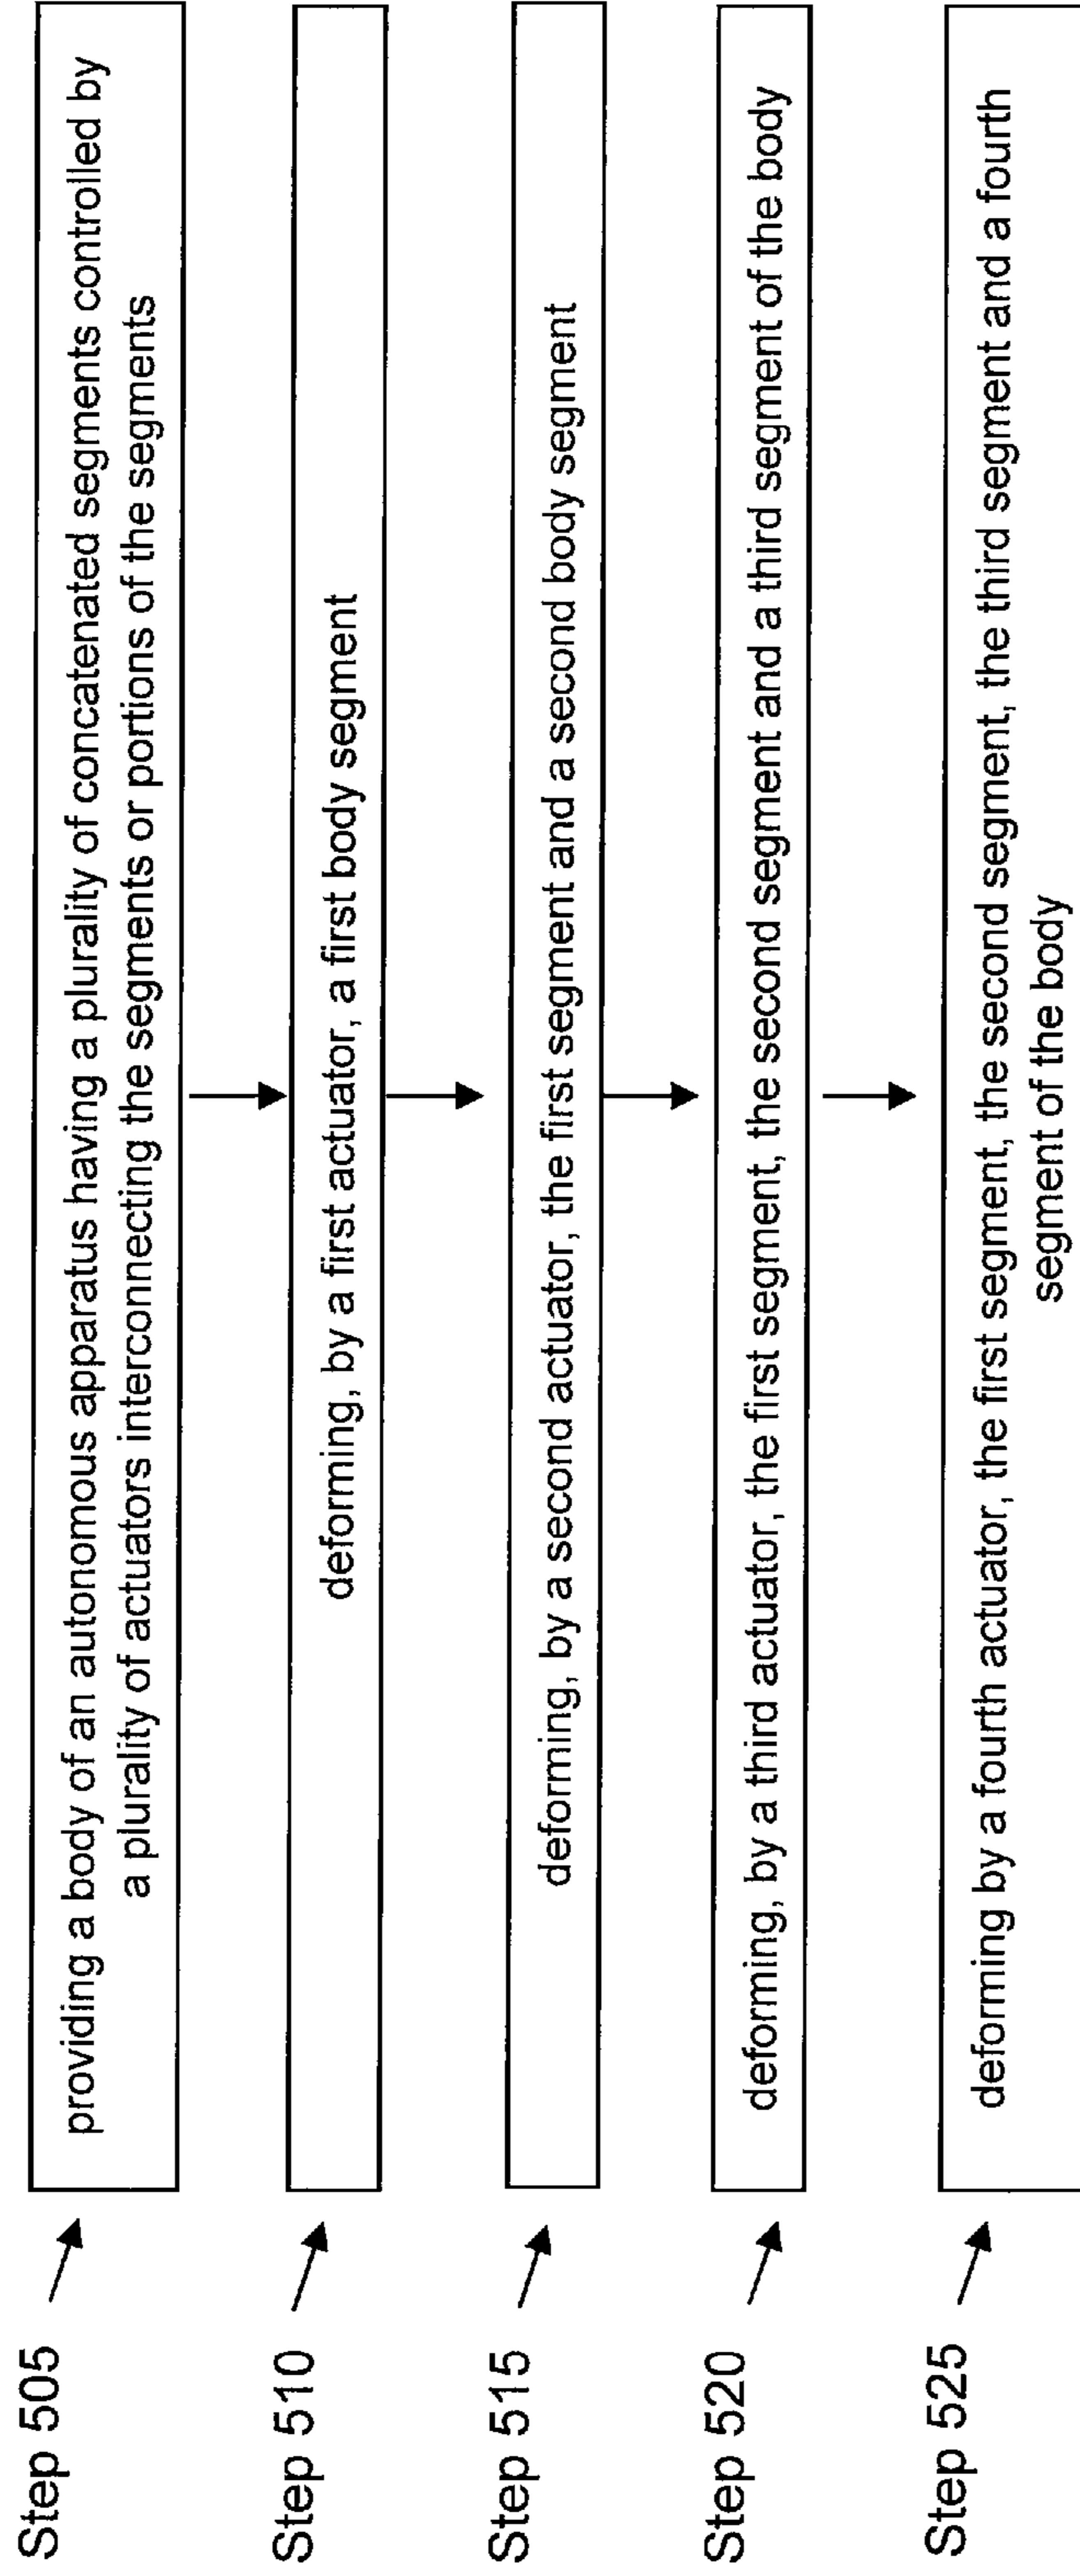 Step 505
providing a body of an autonomous apparatus having a plurality of concatenated segments controlled by
a plurality of actuators interconnecting the segments or portions of the segments
Step 510
deforming, by a first actuator, a first body segment
Step 515
deforming, by a second actuator, the first segment and a second body segment
Step 520
deforming, by a third actuator, the first segment, the second segment and a third segment of the body
Step 525
deforming by a fourth actuator, the first segment, the second segment, the third segment and a fourth
segment of the body